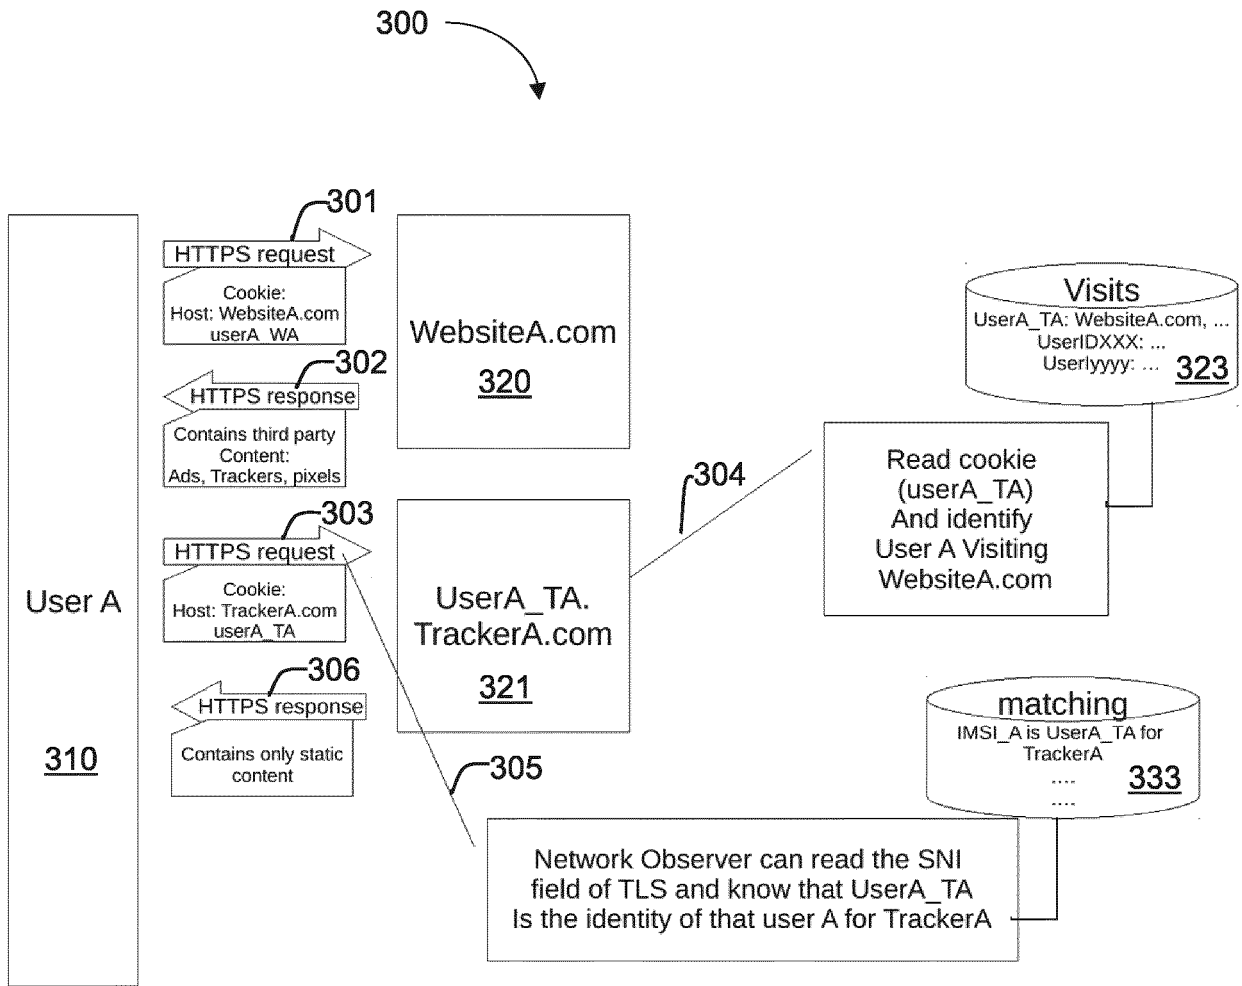 300
301
HTTPS request
Cookie:
Host: WebsiteA.com
userA_WA
302
HTTPS response
Contains third party
Content:
Ads, Trackers, pixels
303
HTTPS request
Cookie:
Host: TrackerA.com
userA_TA
306
HTTPS response
Contains only static
content
User A
310
WebsiteA.com
320
UserA_TA.
TrackerA.com
321
304
305
Visits
UserA_TA: WebsiteA.com, ...
UserIDXXX: ...
UserIyyyy: ...
323
Read cookie
(userA_TA)
And identify
User A Visiting
WebsiteA.com
matching
IMSI_A is UserA_TA for
TrackerA
....
....
333
Network Observer can read the SNI
field of TLS and know that UserA_TA
Is the identity of that user A for TrackerA